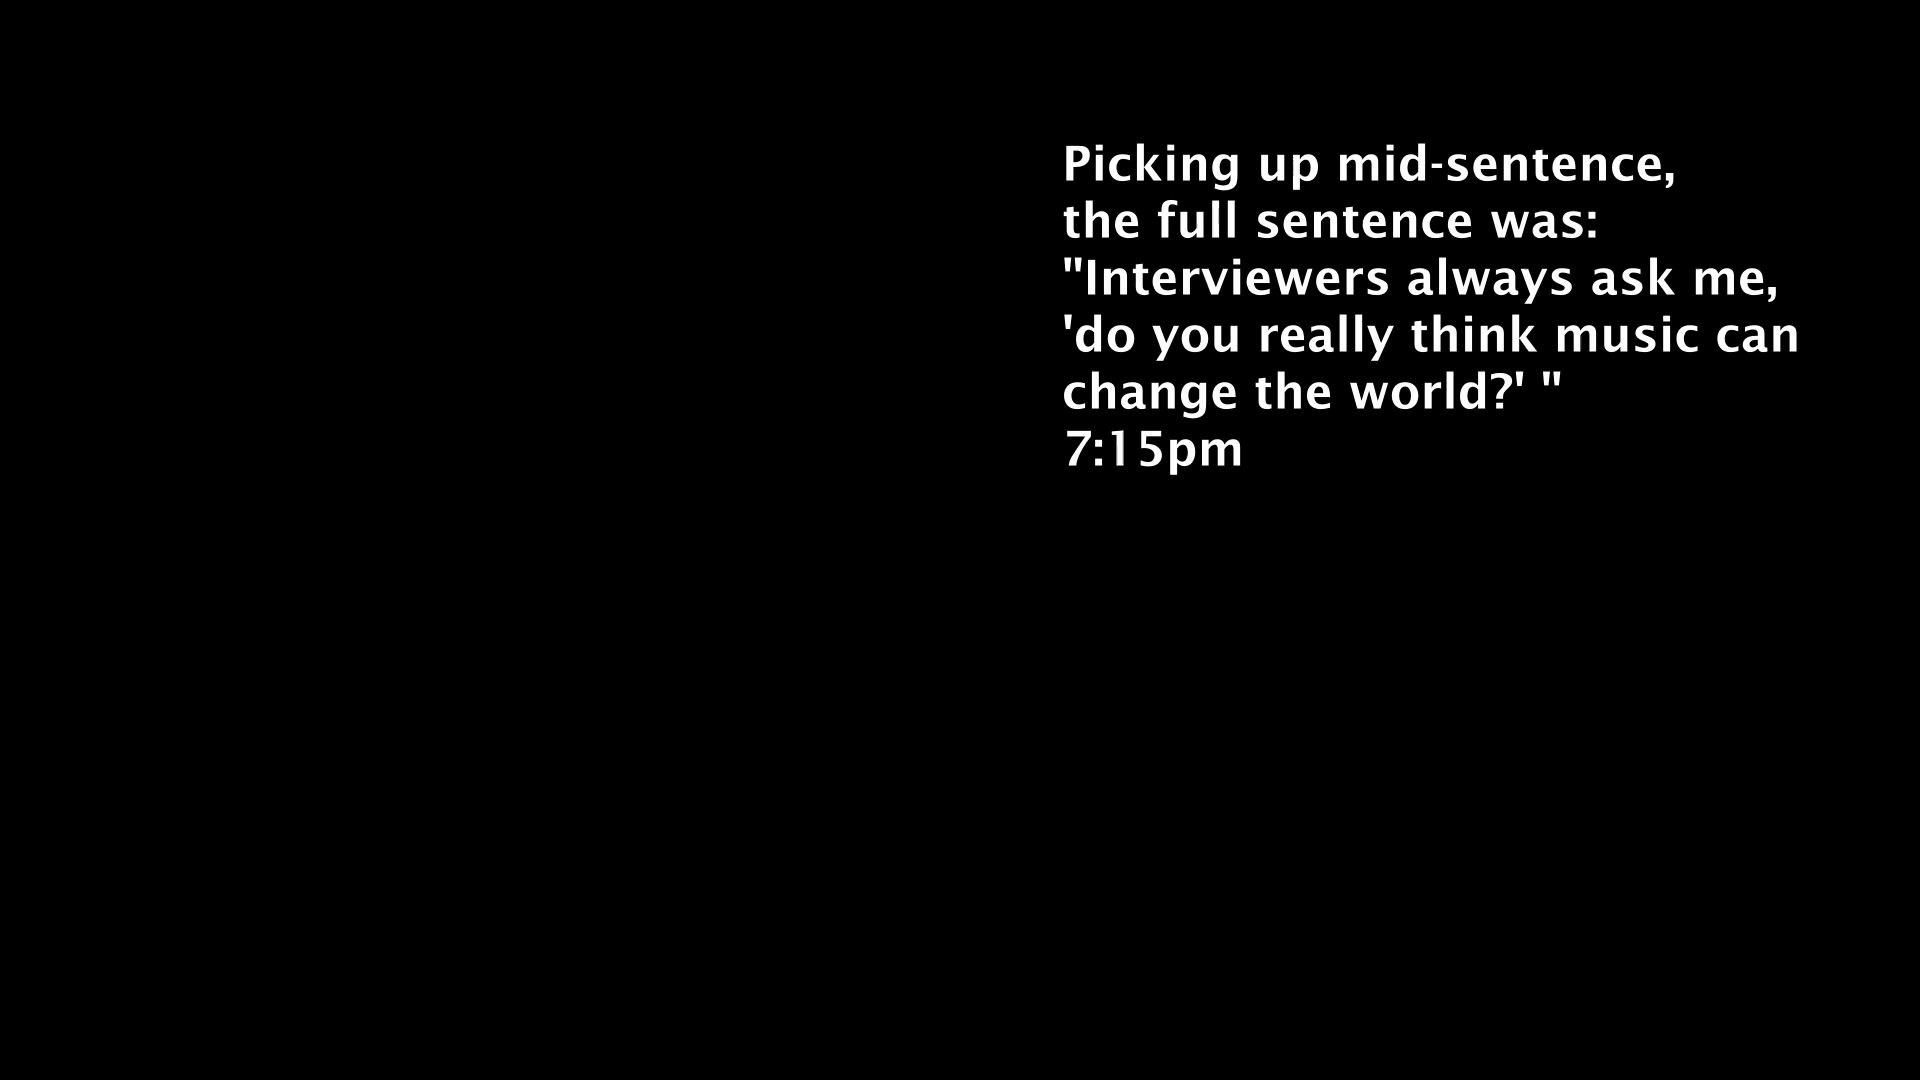 Picking up mid-sentence,
the full sentence was:
"Interviewers always ask me,
'do you really think music can
change the world?' "
7:15pm